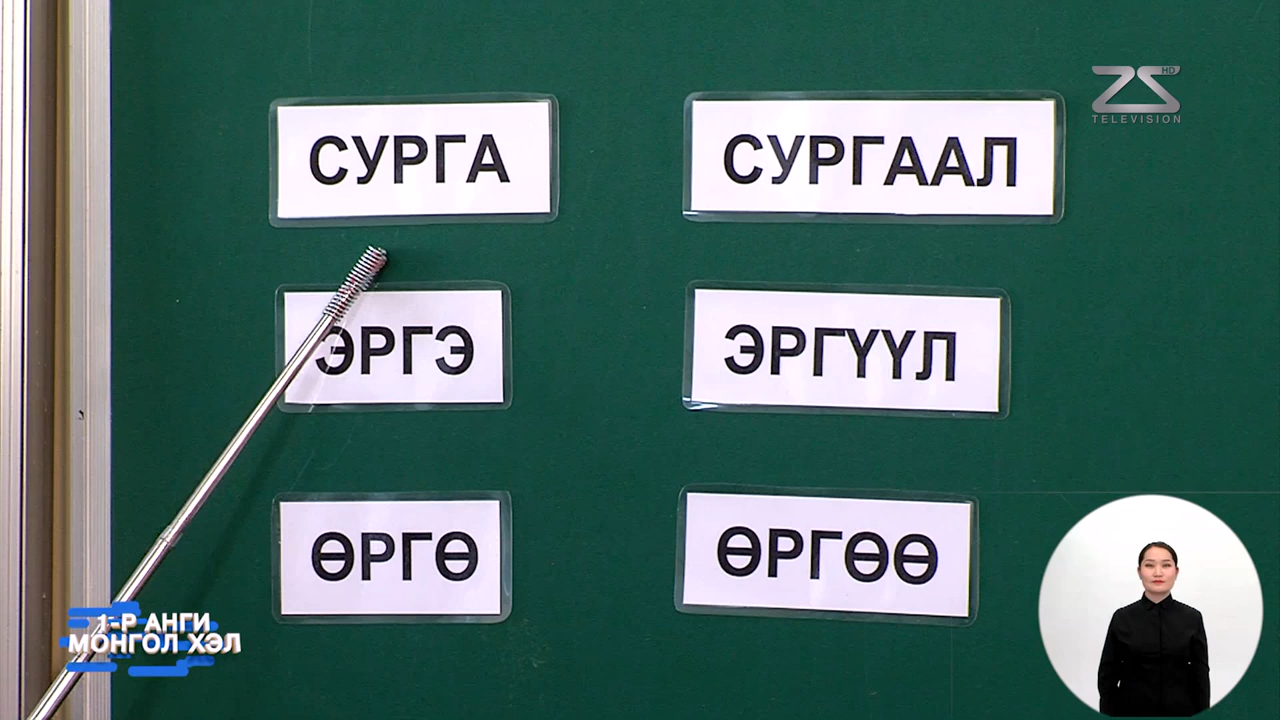 СУРГА
СУРГААЛ
ЭРГЭ
ЭРГҮҮЛ
ӨРГӨ
ӨРГӨӨ
ZS HD
TELEVISION
1-Р АНГИ
МОНГОЛ ХЭЛ